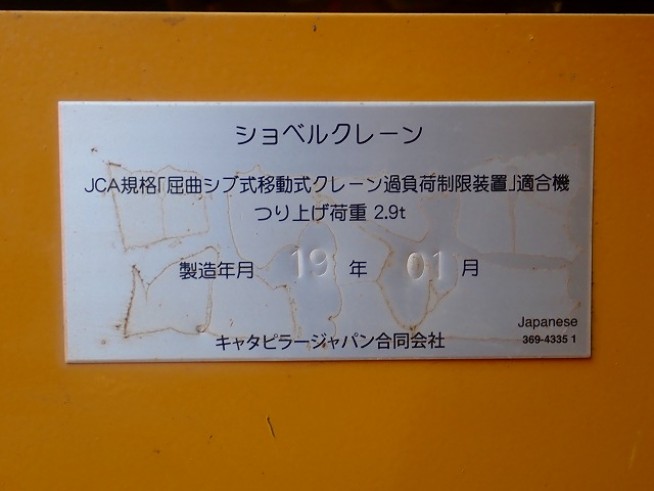 ショベルクレーン
JCA規格｢屈曲ジブ式移動式クレーン過負荷制限装置｣適合機
つり上げ荷重 2.9t
製造年月 19 年 01 月
キャタピラージャパン合同会社
Japanese
369-4335 1